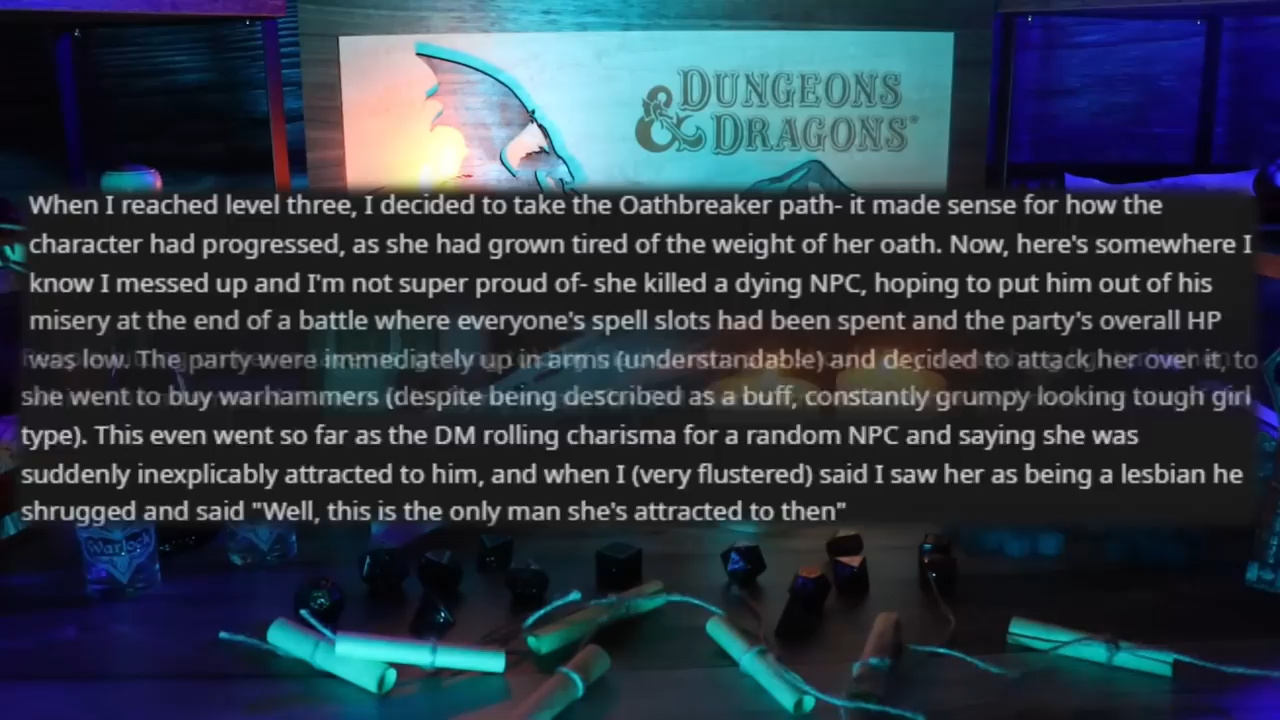 DUNGEONS
& DRAGONS®
When I reached level three, I decided to take the Oathbreaker path- it made sense for how the
character had progressed, as she had grown tired of the weight of her oath. Now, here's somewhere I
know I messed up and I'm not super proud of- she killed a dying NPC, hoping to put him out of his
misery at the end of a battle where everyone's spell slots had been spent and the party's overall HP
was low. The party were immediately up in arms (understandable) and decided to attack her over it, to
she went to buy warhammers (despite being described as a buff, constantly grumpy looking tough girl
type). This even went so far as the DM rolling charisma for a random NPC and saying she was
suddenly inexplicably attracted to him, and when I (very flustered) said I saw her as being a lesbian he
shrugged and said "Well, this is the only man she's attracted to then"
Warlock